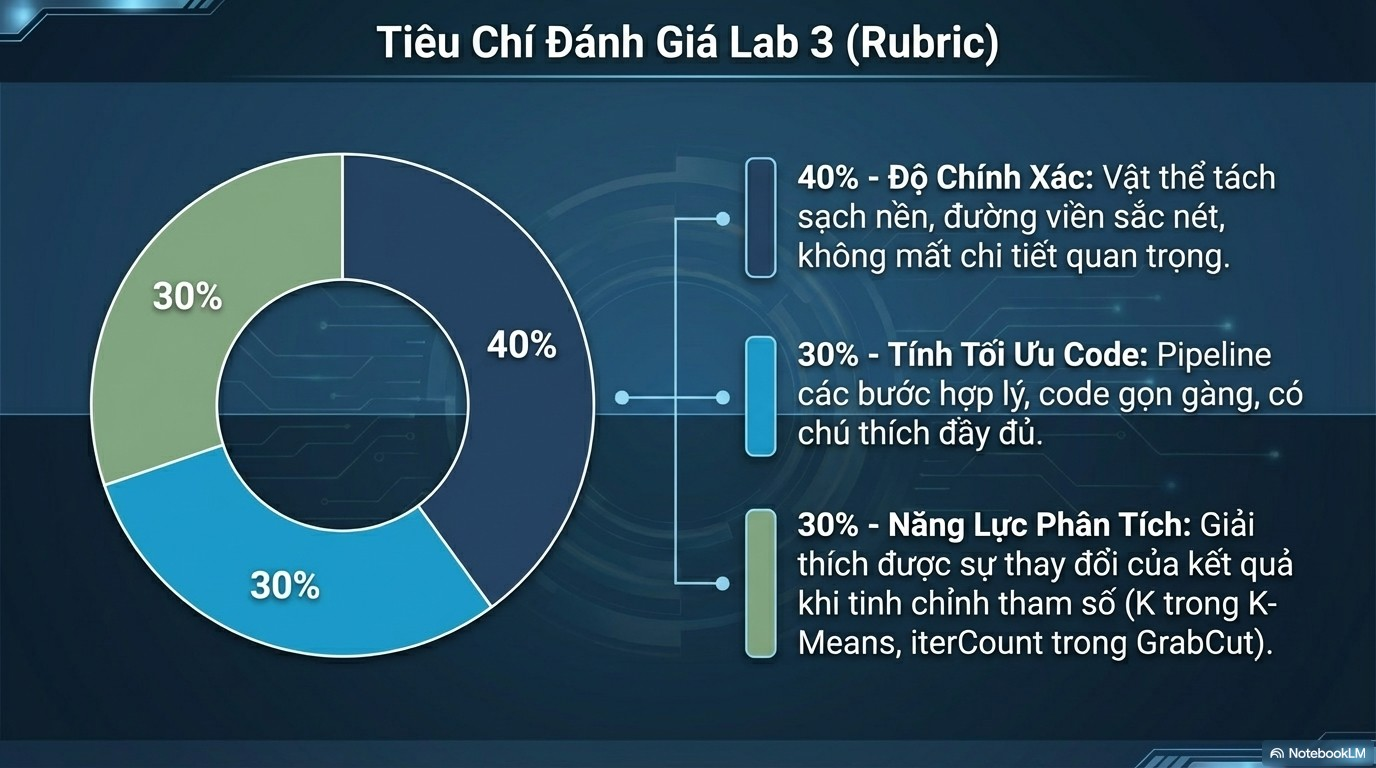 Tiêu Chí Đánh Giá Lab 3 (Rubric)
30%
40%
30%
40% - Độ Chính Xác: Vật thể tách
sạch nền, đường viền sắc nét,
không mất chi tiết quan trọng.
30% - Tính Tối Ưu Code: Pipeline
các bước hợp lý, code gọn gàng, có
chú thích đầy đủ.
30% - Năng Lực Phân Tích: Giải
thích được sự thay đổi của kết quả
khi tinh chỉnh tham số (K trong K-
Means, iterCount trong GrabCut).
NotebookLM